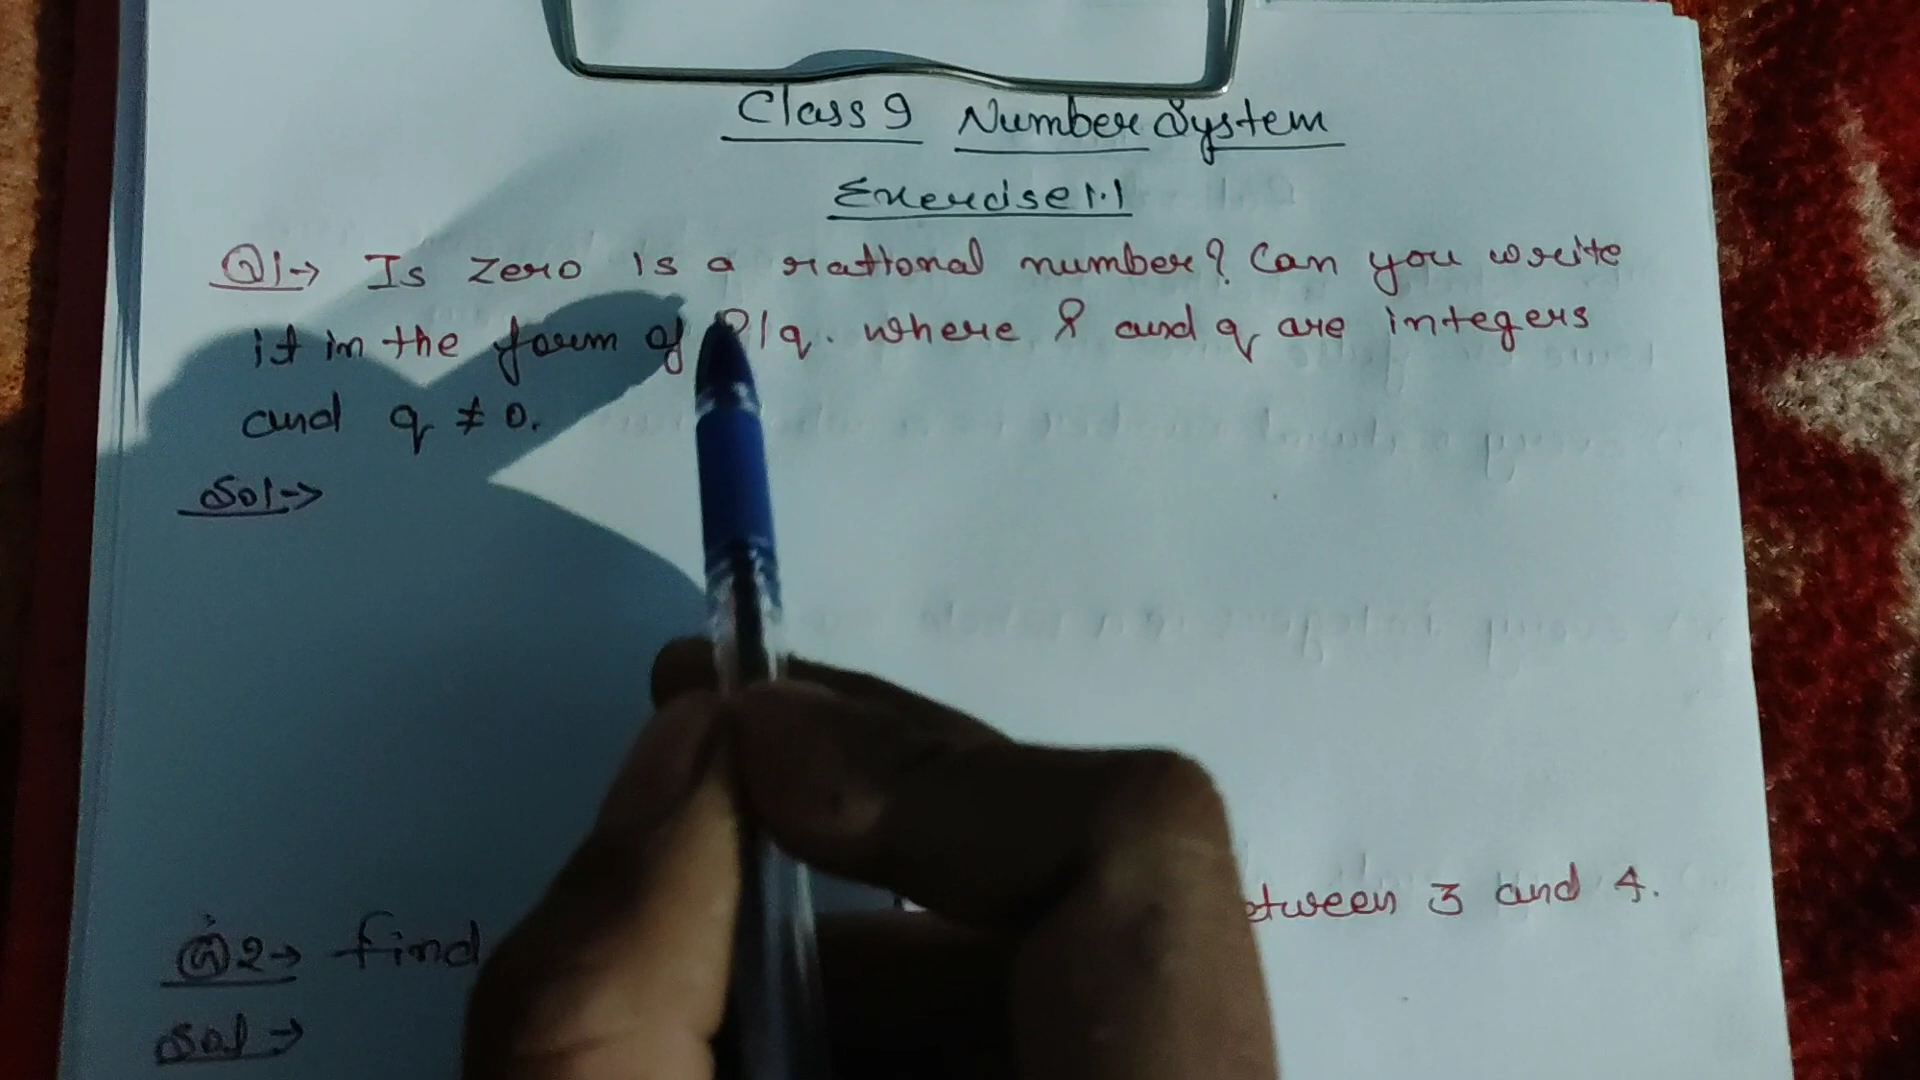 Class 9 Number System
Exercise 1.1
Q1→ Is zero is a rational number? Can you write
it in the form of P/q. where P and q are integers
and q ≠ 0.
Sol→
Q2→ find between 3 and 4.
Sol→